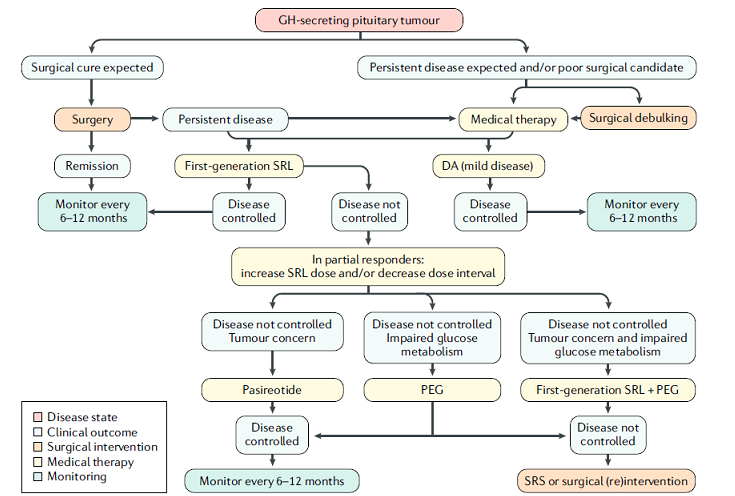 GH-secreting pituitary tumour
Surgical cure expected
Persistent disease expected and/or poor surgical candidate
Surgery
Persistent disease
Medical therapy
Surgical debulking
Remission
First-generation SRL
DA (mild disease)
Monitor every
6–12 months
Disease
controlled
Disease not
controlled
Disease
controlled
Monitor every
6–12 months
In partial responders:
increase SRL dose and/or decrease dose interval
Disease not controlled
Tumour concern
Disease not controlled
Impaired glucose
metabolism
Disease not controlled
Tumour concern and impaired
glucose metabolism
Pasireotide
PEG
First-generation SRL + PEG
Disease
controlled
Disease not
controlled
Monitor every 6–12 months
SRS or surgical (re)intervention
Disease state
Clinical outcome
Surgical intervention
Medical therapy
Monitoring